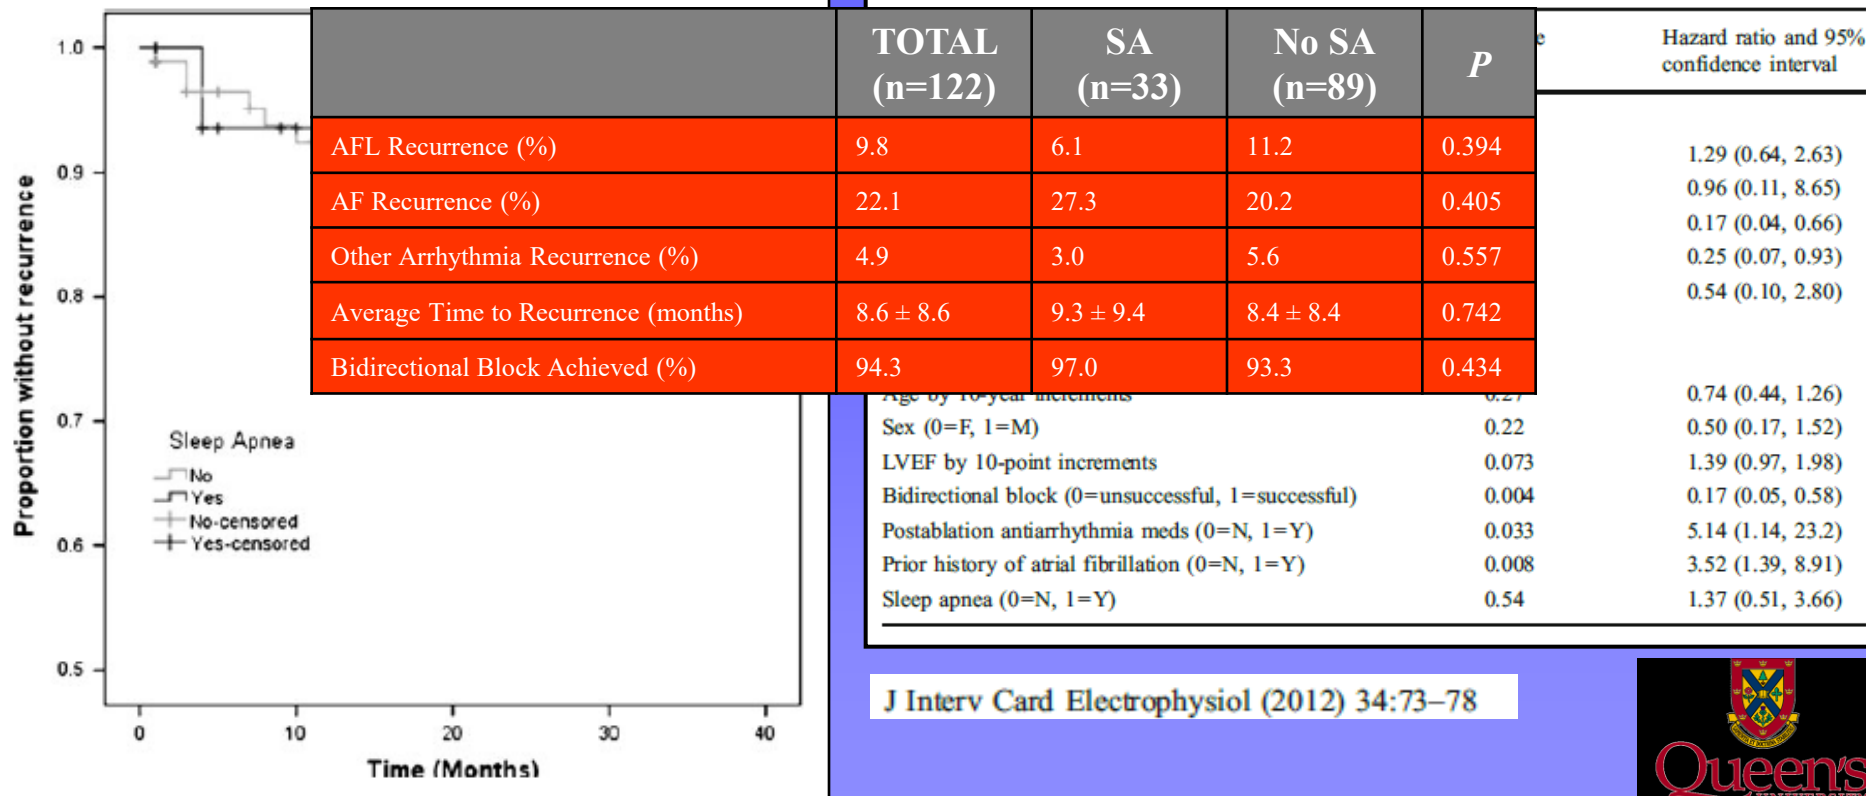 TOTAL (n=122) SA (n=33) No SA (n=89) P
AFL Recurrence (%) 9.8 6.1 11.2 0.394
AF Recurrence (%) 22.1 27.3 20.2 0.405
Other Arrhythmia Recurrence (%) 4.9 3.0 5.6 0.557
Average Time to Recurrence (months) 8.6 ± 8.6 9.3 ± 9.4 8.4 ± 8.4 0.742
Bidirectional Block Achieved (%) 94.3 97.0 93.3 0.434
Proportion without recurrence
1.0
0.9
0.8
0.7
0.6
0.5
Sleep Apnea
No
Yes
No-censored
Yes-censored
0 10 20 30 40
Time (Months)
Hazard ratio and 95%
confidence interval
1.29 (0.64, 2.63)
0.96 (0.11, 8.65)
0.17 (0.04, 0.66)
0.25 (0.07, 0.93)
0.54 (0.10, 2.80)
Age by 10-year increments 0.27 0.74 (0.44, 1.26)
Sex (0=F, 1=M) 0.22 0.50 (0.17, 1.52)
LVEF by 10-point increments 0.073 1.39 (0.97, 1.98)
Bidirectional block (0=unsuccessful, 1=successful) 0.004 0.17 (0.05, 0.58)
Postablation antiarrhythmia meds (0=N, 1=Y) 0.033 5.14 (1.14, 23.2)
Prior history of atrial fibrillation (0=N, 1=Y) 0.008 3.52 (1.39, 8.91)
Sleep apnea (0=N, 1=Y) 0.54 1.37 (0.51, 3.66)
J Interv Card Electrophysiol (2012) 34:73–78
Queen's